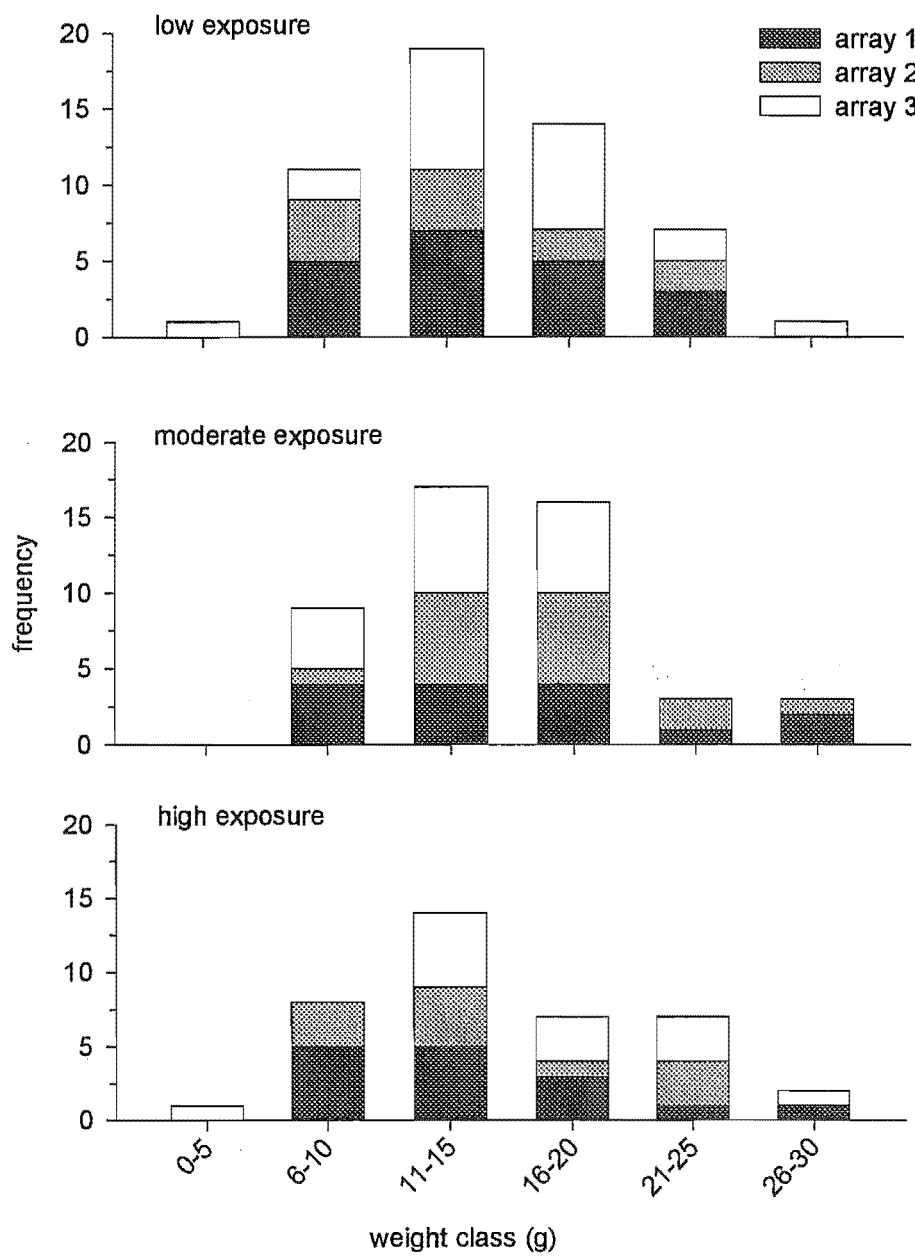 low exposure
array 1
array 2
array 3
20
15
10
5
0
moderate exposure
20
15
10
5
0
frequency
high exposure
20
15
10
5
0
0-5
6-10
11-15
16-20
21-25
26-30
weight class (g)